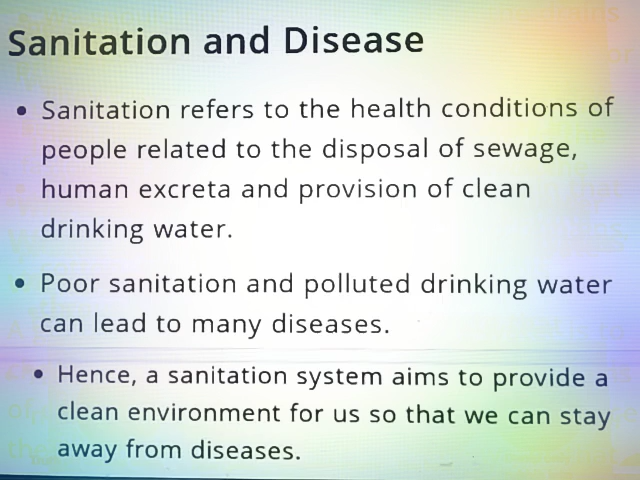 Sanitation and Disease
• Sanitation refers to the health conditions of
people related to the disposal of sewage,
human excreta and provision of clean
drinking water.
• Poor sanitation and polluted drinking water
can lead to many diseases.
• Hence, a sanitation system aims to provide a
clean environment for us so that we can stay
away from diseases.